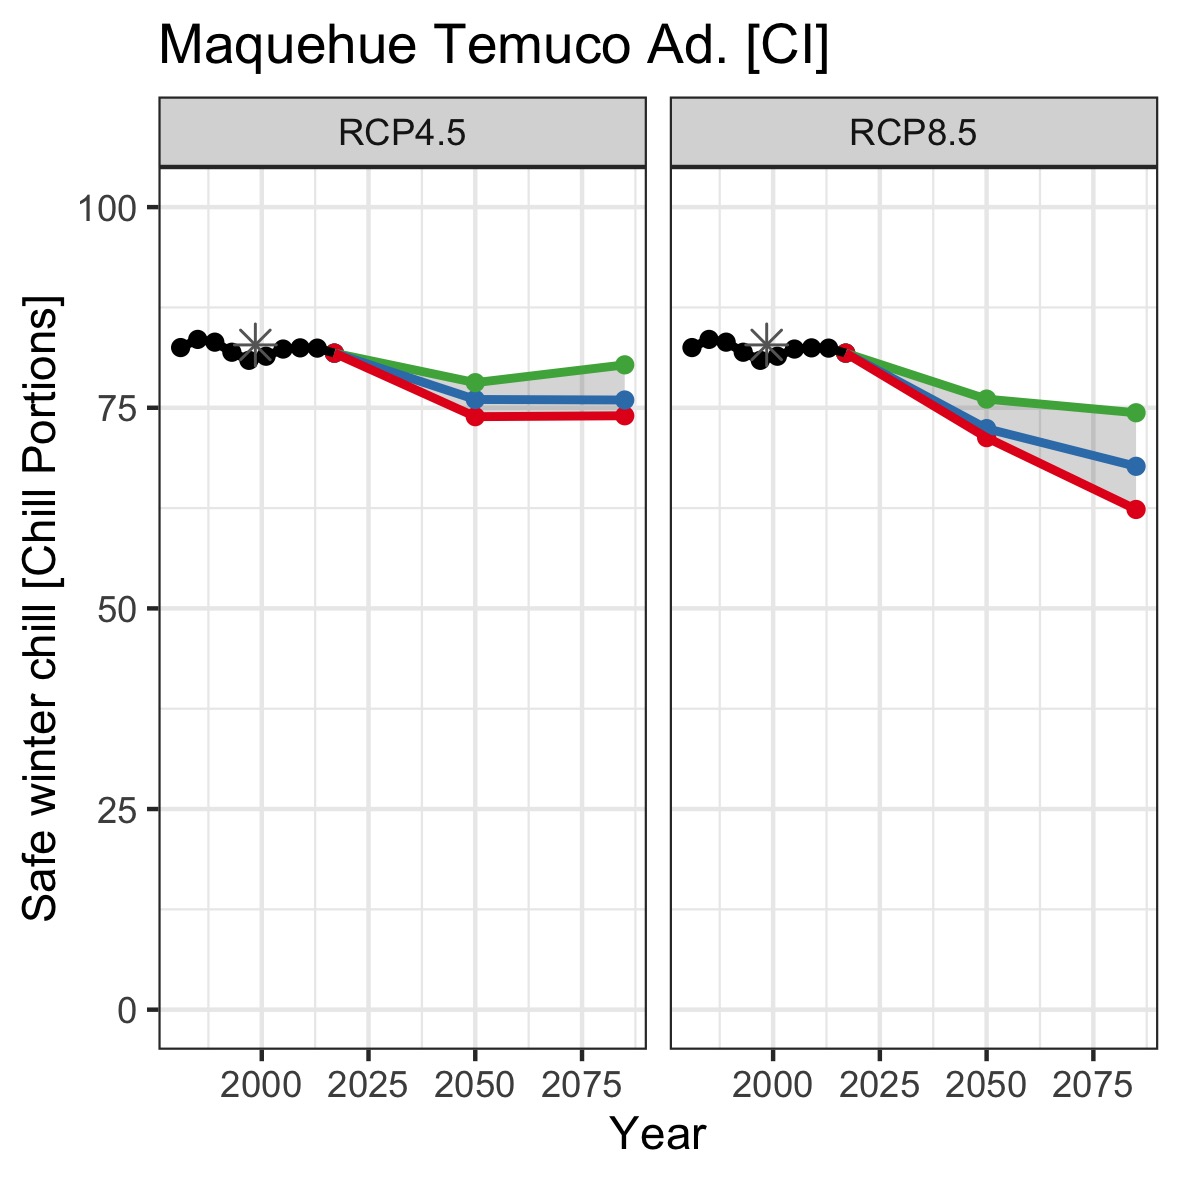 Maquehue Temuco Ad. [CI]
RCP4.5 RCP8.5
Safe winter chill [Chill Portions]
100
75
50
25
0
2000 2025 2050 2075 2000 2025 2050 2075
Year